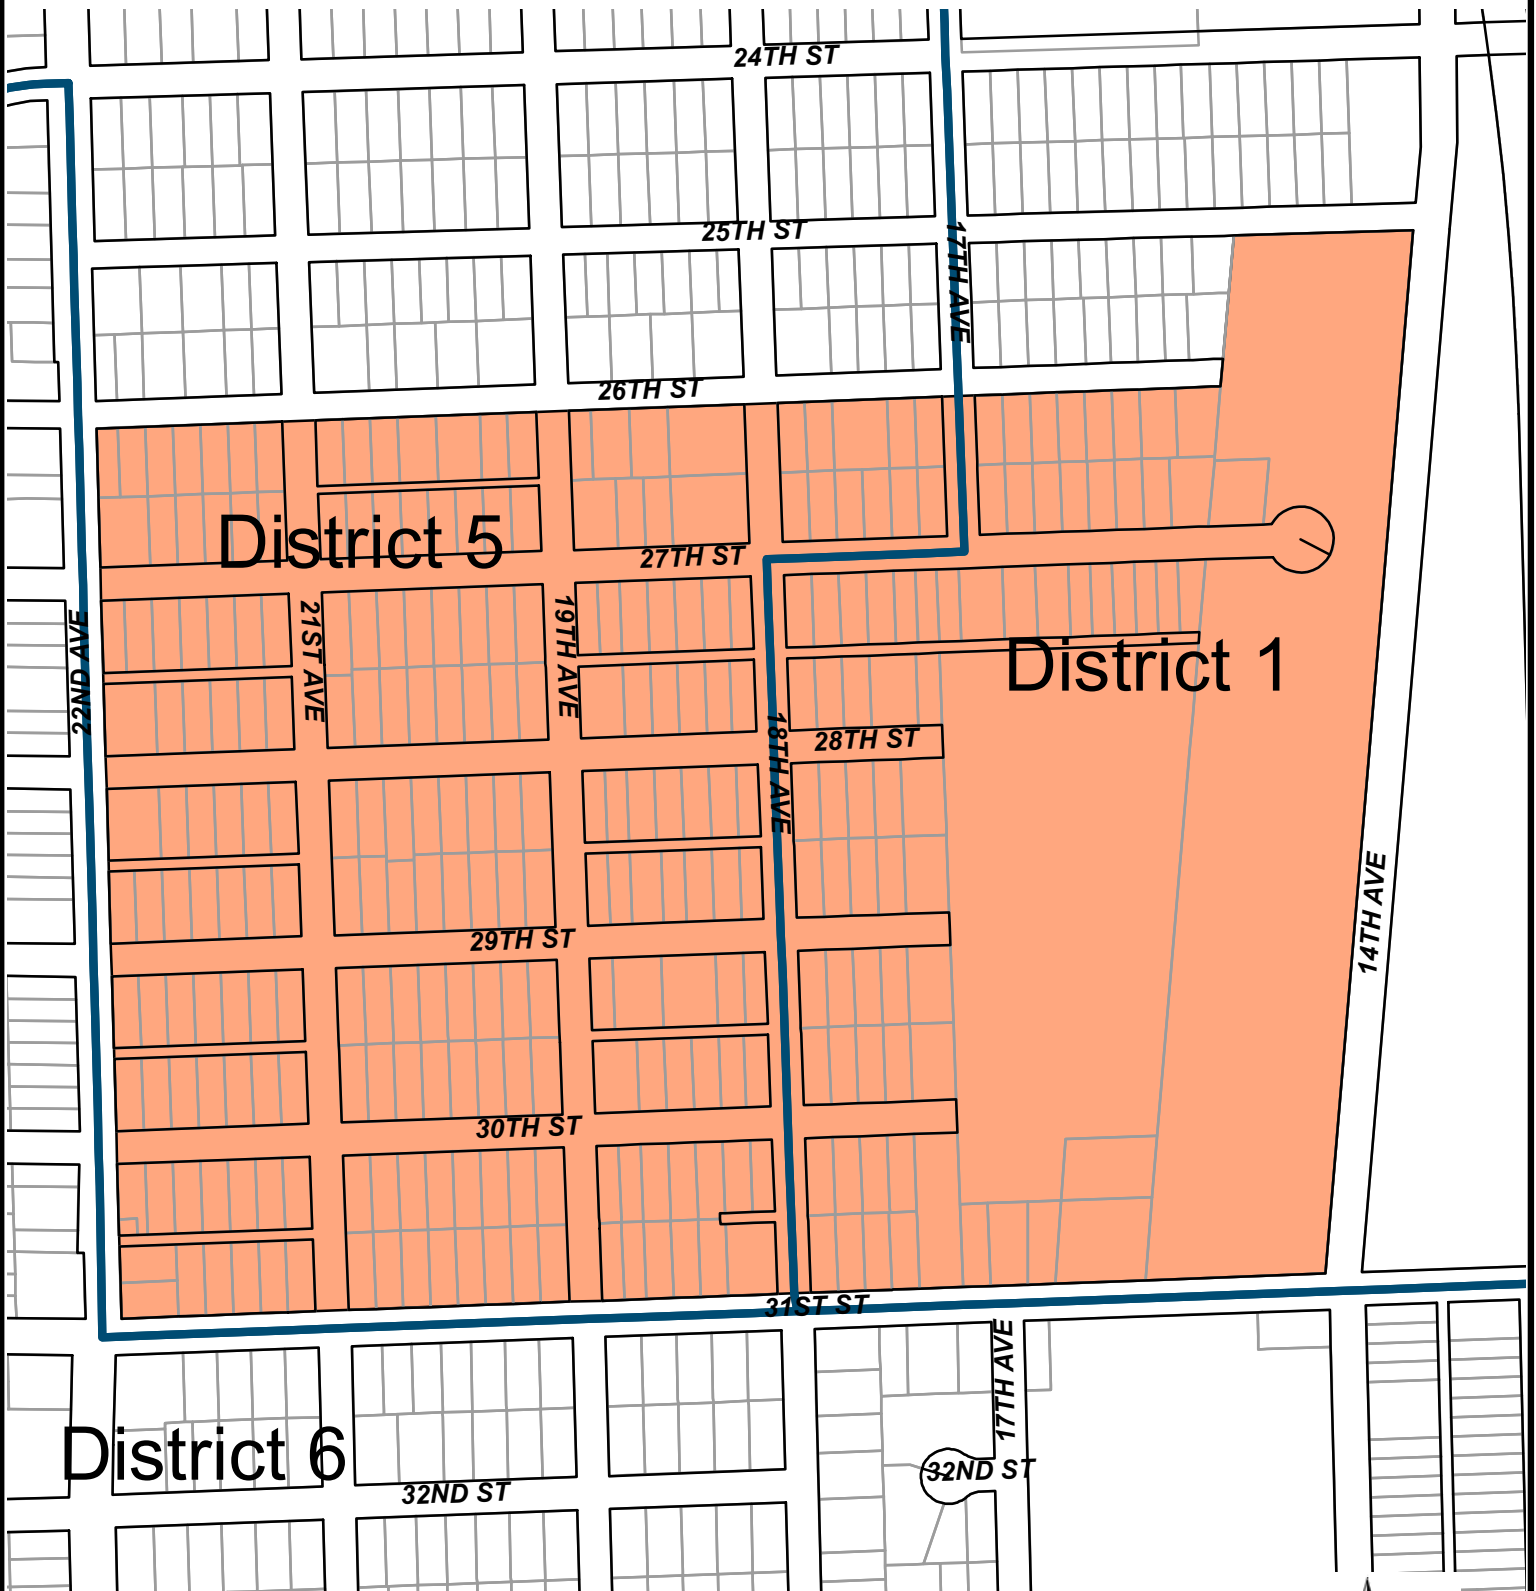 24TH ST
25TH ST
17TH AVE
26TH ST
District 5
27TH ST
22ND AVE
21ST AVE
19TH AVE
District 1
18TH AVE
28TH ST
14TH AVE
29TH ST
30TH ST
31ST ST
17TH AVE
District 6
32ND ST
32ND ST